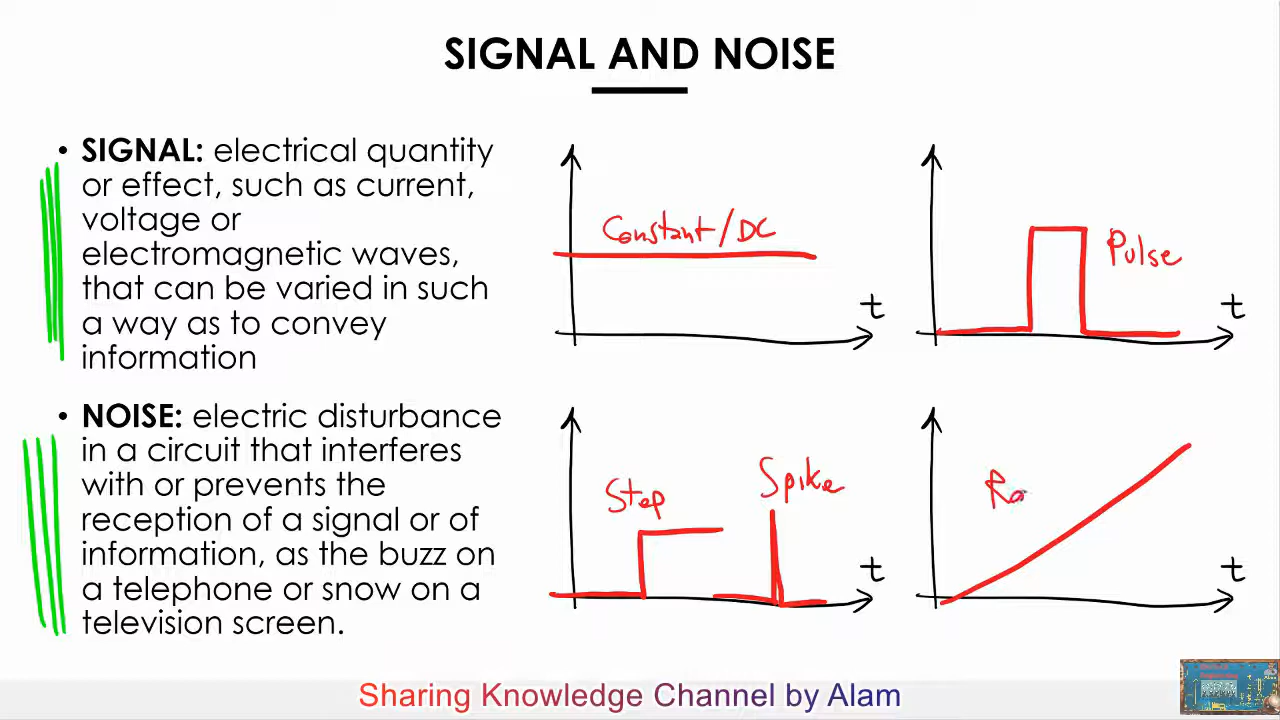 SIGNAL AND NOISE
• SIGNAL: electrical quantity
or effect, such as current,
voltage or
electromagnetic waves,
that can be varied in such
a way as to convey
information
• NOISE: electric disturbance
in a circuit that interferes
with or prevents the
reception of a signal or of
information, as the buzz on
a telephone or snow on a
television screen.
Constant/DC
t
Pulse
t
Step
Spike
t
Ra
t
Sharing Knowledge Channel by Alam